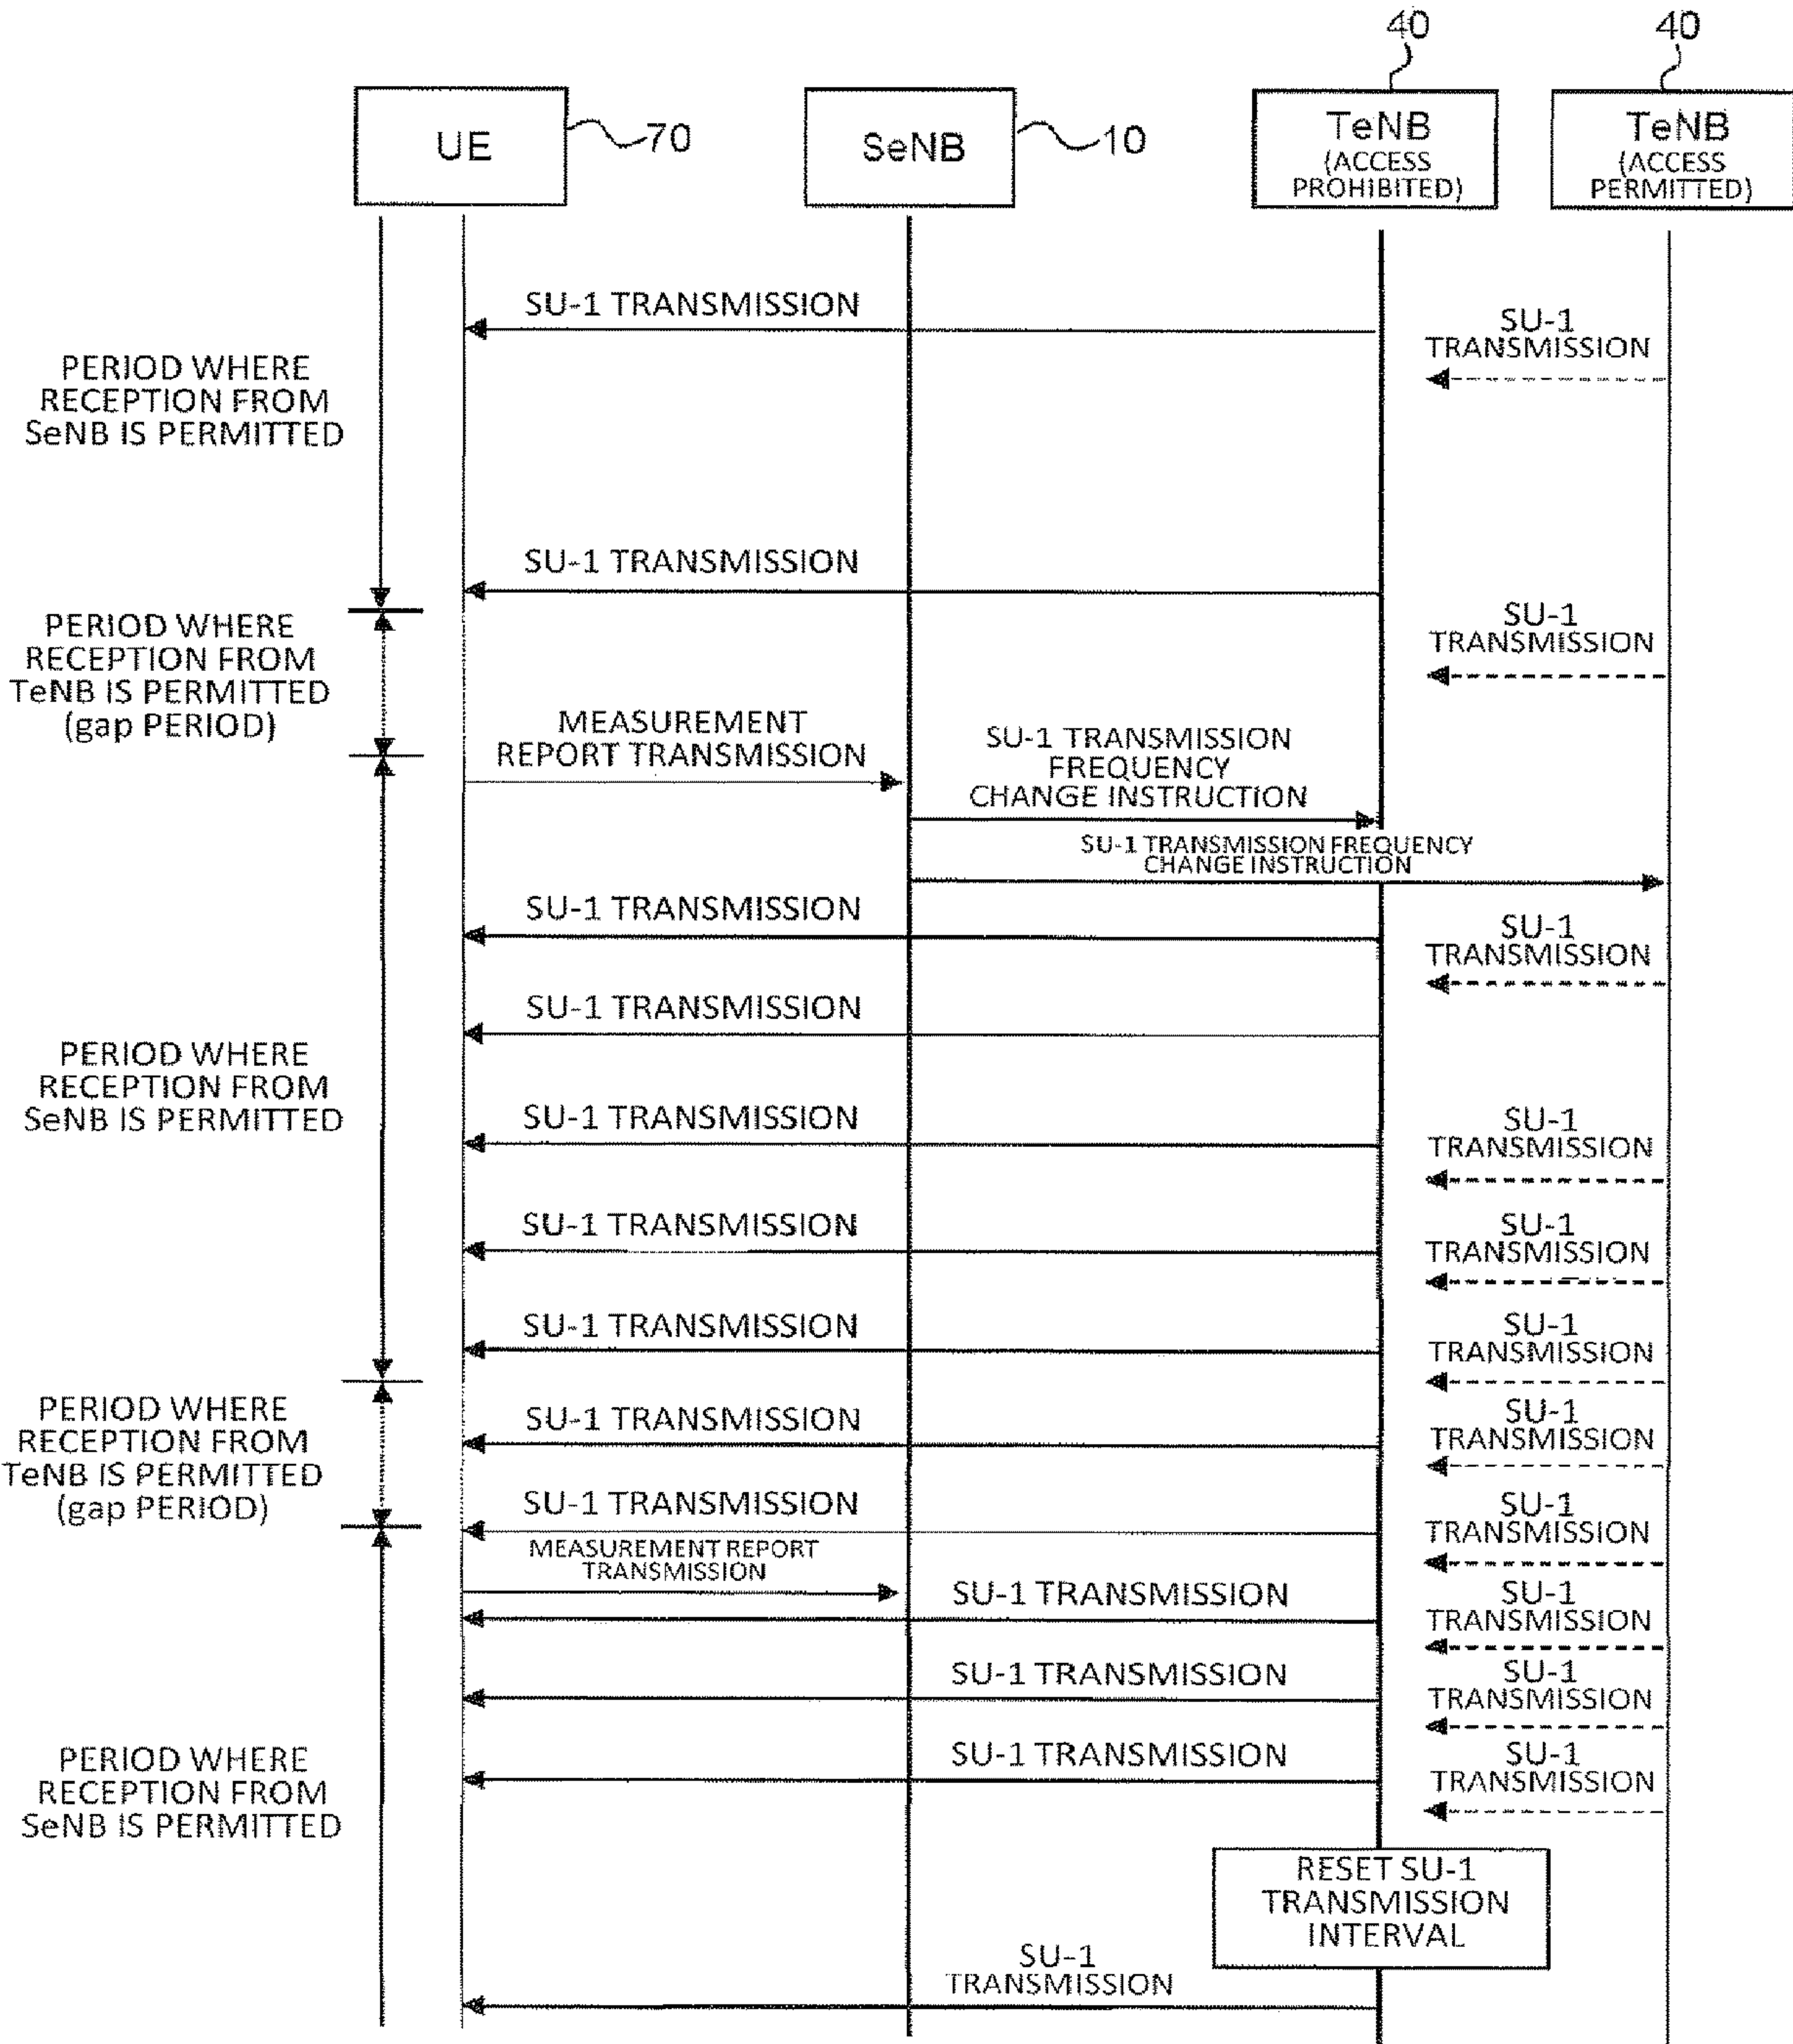 40
40
UE
70
SeNB
10
TeNB
(ACCESS
PROHIBITED)
TeNB
(ACCESS
PERMITTED)
SU-1 TRANSMISSION
SU-1
TRANSMISSION
PERIOD WHERE
RECEPTION FROM
SeNB IS PERMITTED
SU-1 TRANSMISSION
PERIOD WHERE
RECEPTION FROM
TeNB IS PERMITTED
(gap PERIOD)
SU-1
TRANSMISSION
MEASUREMENT
REPORT TRANSMISSION
SU-1 TRANSMISSION
FREQUENCY
CHANGE INSTRUCTION
SU-1 TRANSMISSION FREQUENCY
CHANGE INSTRUCTION
SU-1 TRANSMISSION
SU-1
TRANSMISSION
SU-1 TRANSMISSION
PERIOD WHERE
RECEPTION FROM
SeNB IS PERMITTED
SU-1 TRANSMISSION
SU-1
TRANSMISSION
SU-1 TRANSMISSION
SU-1
TRANSMISSION
SU-1 TRANSMISSION
SU-1
TRANSMISSION
PERIOD WHERE
RECEPTION FROM
TeNB IS PERMITTED
(gap PERIOD)
SU-1 TRANSMISSION
SU-1
TRANSMISSION
SU-1 TRANSMISSION
SU-1
TRANSMISSION
MEASUREMENT REPORT
TRANSMISSION
SU-1 TRANSMISSION
SU-1
TRANSMISSION
SU-1 TRANSMISSION
SU-1
TRANSMISSION
PERIOD WHERE
RECEPTION FROM
SeNB IS PERMITTED
SU-1 TRANSMISSION
SU-1
TRANSMISSION
RESET SU-1
TRANSMISSION
INTERVAL
SU-1
TRANSMISSION